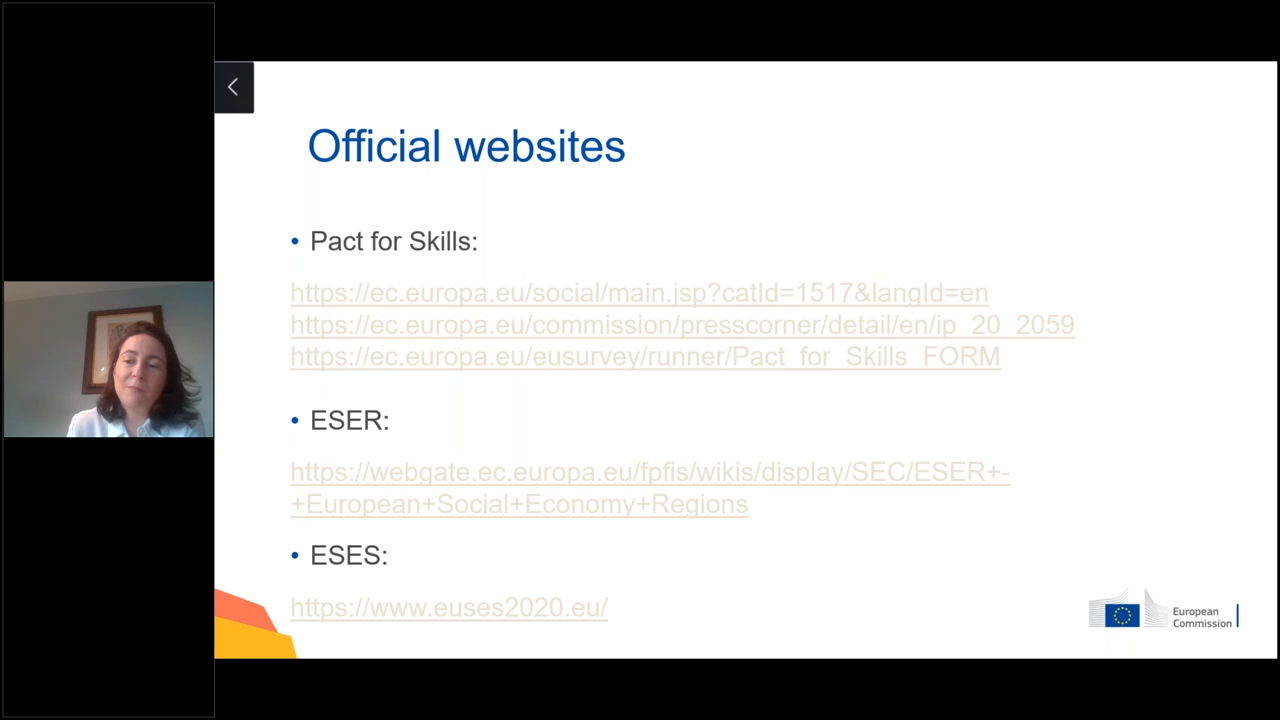 Official websites
• Pact for Skills:
https://ec.europa.eu/social/main.jsp?catId=1517&langId=en
https://ec.europa.eu/commission/presscorner/detail/en/ip_20_2059
https://ec.europa.eu/eusurvey/runner/Pact_for_Skills_FORM
• ESER:
https://webgate.ec.europa.eu/fpfis/wikis/display/SEC/ESER+-
+European+Social+Economy+Regions
• ESES:
https://www.euses2020.eu/
European
Commission